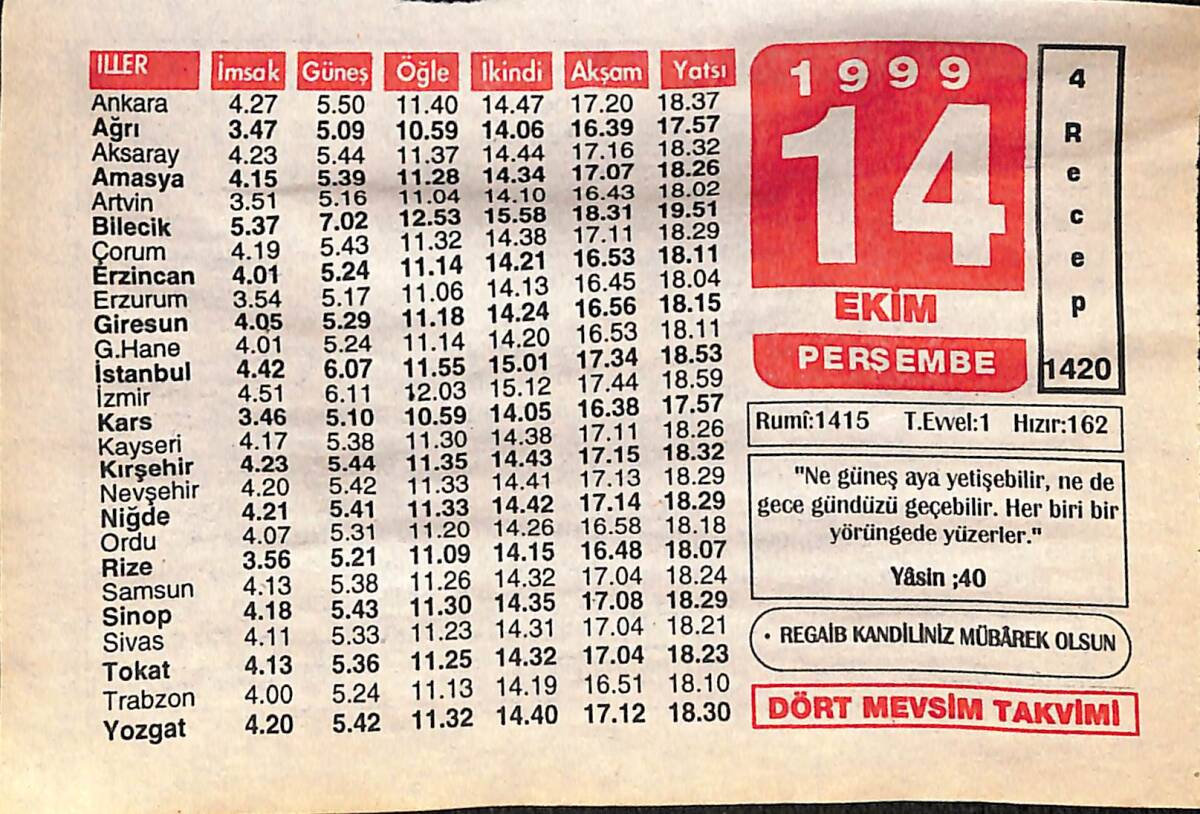 İLLER İmsak Güneş Öğle İkindi Akşam Yatsı
Ankara 4.27 5.50 11.40 14.47 17.20 18.37
Ağrı 3.47 5.09 10.59 14.06 16.39 17.57
Aksaray 4.23 5.44 11.37 14.44 17.16 18.32
Amasya 4.15 5.39 11.28 14.34 17.07 18.26
Artvin 3.51 5.16 11.04 14.10 16.43 18.02
Bilecik 5.37 7.02 12.53 15.58 18.31 19.51
Çorum 4.19 5.43 11.32 14.38 17.11 18.29
Erzincan 4.01 5.24 11.14 14.21 16.53 18.11
Erzurum 3.54 5.17 11.06 14.13 16.45 18.04
Giresun 4.05 5.29 11.18 14.24 16.56 18.15
G.Hane 4.01 5.24 11.14 14.20 16.53 18.11
İstanbul 4.42 6.07 11.55 15.01 17.34 18.53
İzmir 4.51 6.11 12.03 15.12 17.44 18.59
Kars 3.46 5.10 10.59 14.05 16.38 17.57
Kayseri 4.17 5.38 11.30 14.38 17.11 18.26
Kırşehir 4.23 5.44 11.35 14.43 17.15 18.32
Nevşehir 4.20 5.42 11.33 14.41 17.13 18.29
Niğde 4.21 5.41 11.33 14.42 17.14 18.29
Ordu 4.07 5.31 11.20 14.26 16.58 18.18
Rize 3.56 5.21 11.09 14.15 16.48 18.07
Samsun 4.13 5.38 11.26 14.32 17.04 18.24
Sinop 4.18 5.43 11.30 14.35 17.08 18.29
Sivas 4.11 5.33 11.23 14.31 17.04 18.21
Tokat 4.13 5.36 11.25 14.32 17.04 18.23
Trabzon 4.00 5.24 11.13 14.19 16.51 18.10
Yozgat 4.20 5.42 11.32 14.40 17.12 18.30
1999
14
EKİM
PERŞEMBE
4
Recep
1420
Rumî:1415 T.Evvel:1 Hızır:162
"Ne güneş aya yetişebilir, ne de
gece gündüzü geçebilir. Her biri bir
yörüngede yüzerler."
Yâsin ;40
• REGAİB KANDİLİNİZ MÜBÂREK OLSUN
DÖRT MEVSİM TAKVİMİ